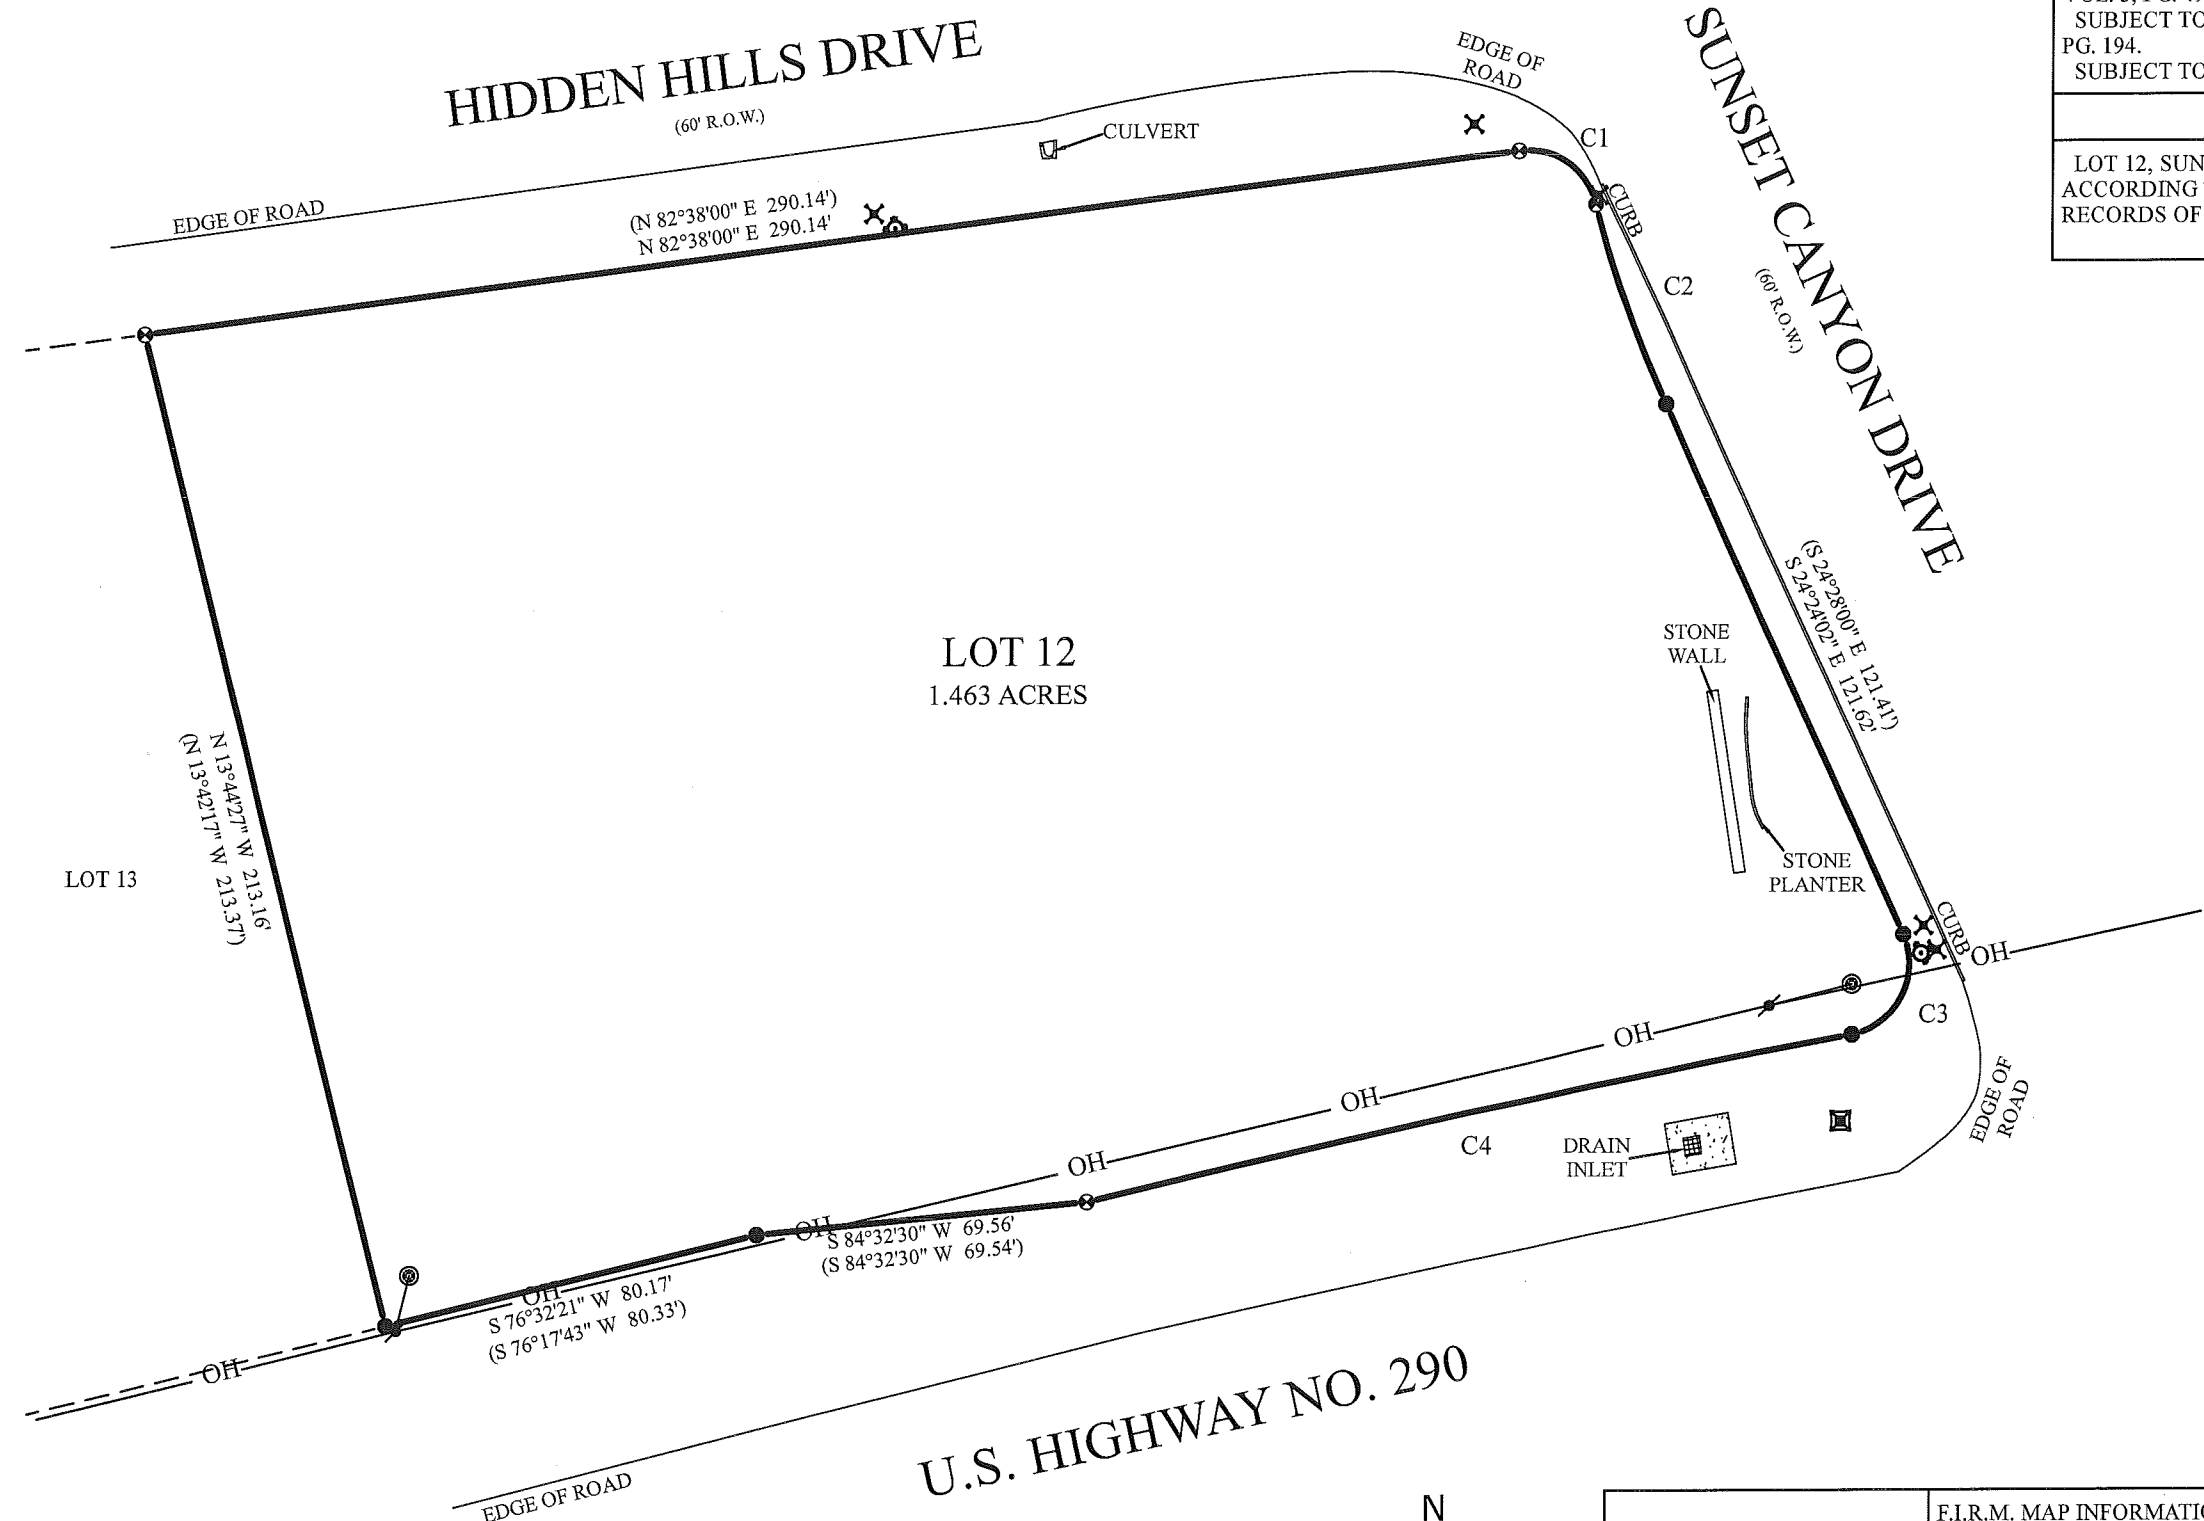 HIDDEN HILLS DRIVE
(60' R.O.W.)
EDGE OF
ROAD
SUNSET CANYON DRIVE
(60' R.O.W.)
SUBJECT TO
PG. 194.
SUBJECT TO
LOT 12, SUN
ACCORDING
RECORDS OF
CULVERT
C1
CURB
C2
EDGE OF ROAD
(N 82°38'00" E 290.14')
N 82°38'00" E 290.14'
(S 24°28'00" E 121.41')
S 24°24'02" E 121.62'
STONE
WALL
LOT 12
1.463 ACRES
STONE
PLANTER
N 13°44'27" W 213.16'
(N 13°42'17" W 213.37')
LOT 13
CURB
OH
C3
OH
OH
OH
OH
OH
OH
EDGE OF
ROAD
C4
DRAIN
INLET
S 84°32'30" W 69.56'
(S 84°32'30" W 69.54')
S 76°32'21" W 80.17'
(S 76°17'43" W 80.33')
U.S. HIGHWAY NO. 290
EDGE OF ROAD
N
F.I.R.M. MAP INFORMATIO